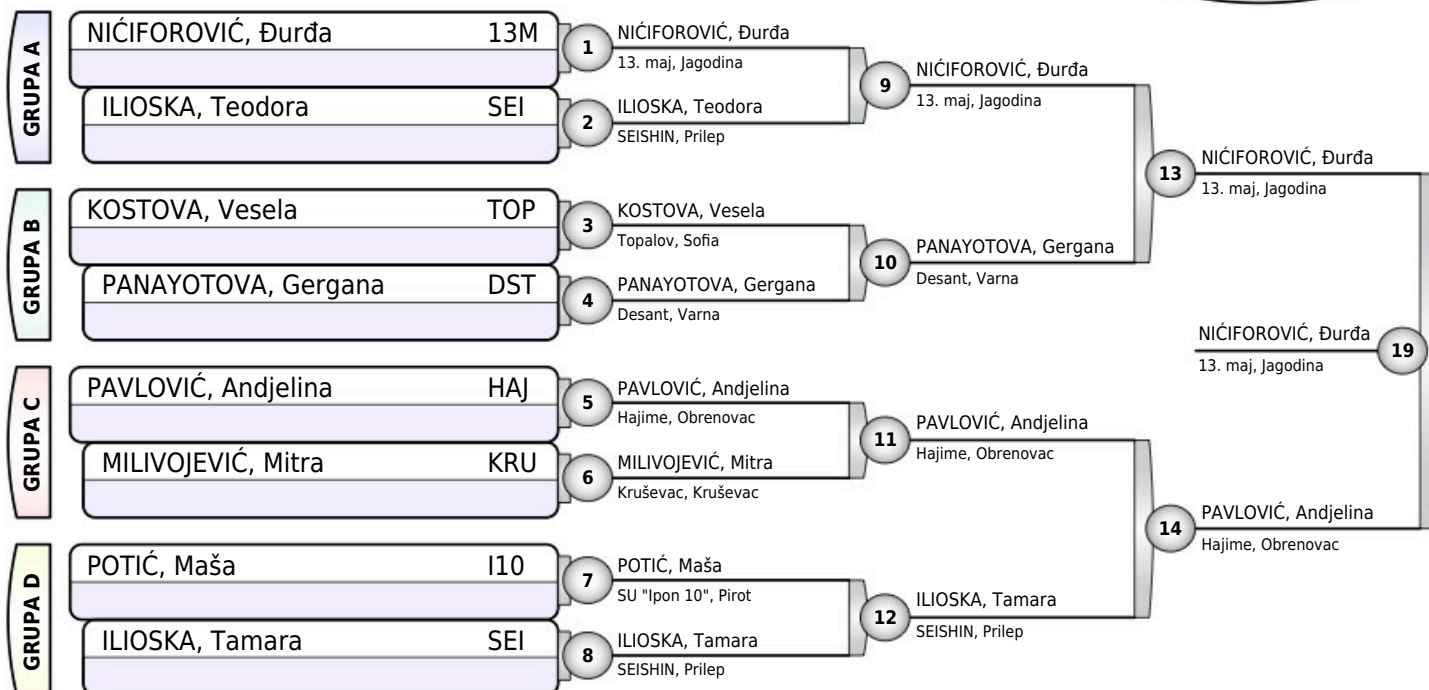 GRUPA A
NIĆIFOROVIĆ, Đurđa 13M
ILIOSKA, Teodora SEI
GRUPA B
KOSTOVA, Vesela TOP
PANAYOTOVA, Gergana DST
GRUPA C
PAVLOVIĆ, Andjelina HAJ
MILIVOJEVIĆ, Mitra KRU
GRUPA D
POTIĆ, Maša I10
ILIOSKA, Tamara SEI
1
NIĆIFOROVIĆ, Đurđa
13. maj, Jagodina
2
ILIOSKA, Teodora
SEISHIN, Prilep
3
KOSTOVA, Vesela
Topalov, Sofia
4
PANAYOTOVA, Gergana
Desant, Varna
5
PAVLOVIĆ, Andjelina
Hajime, Obrenovac
6
MILIVOJEVIĆ, Mitra
Kruševac, Kruševac
7
POTIĆ, Maša
SU "Ipon 10", Pirot
8
ILIOSKA, Tamara
SEISHIN, Prilep
9
NIĆIFOROVIĆ, Đurđa
13. maj, Jagodina
10
PANAYOTOVA, Gergana
Desant, Varna
11
PAVLOVIĆ, Andjelina
Hajime, Obrenovac
12
ILIOSKA, Tamara
SEISHIN, Prilep
13
NIĆIFOROVIĆ, Đurđa
13. maj, Jagodina
14
PAVLOVIĆ, Andjelina
Hajime, Obrenovac
NIĆIFOROVIĆ, Đurđa
13. maj, Jagodina
19